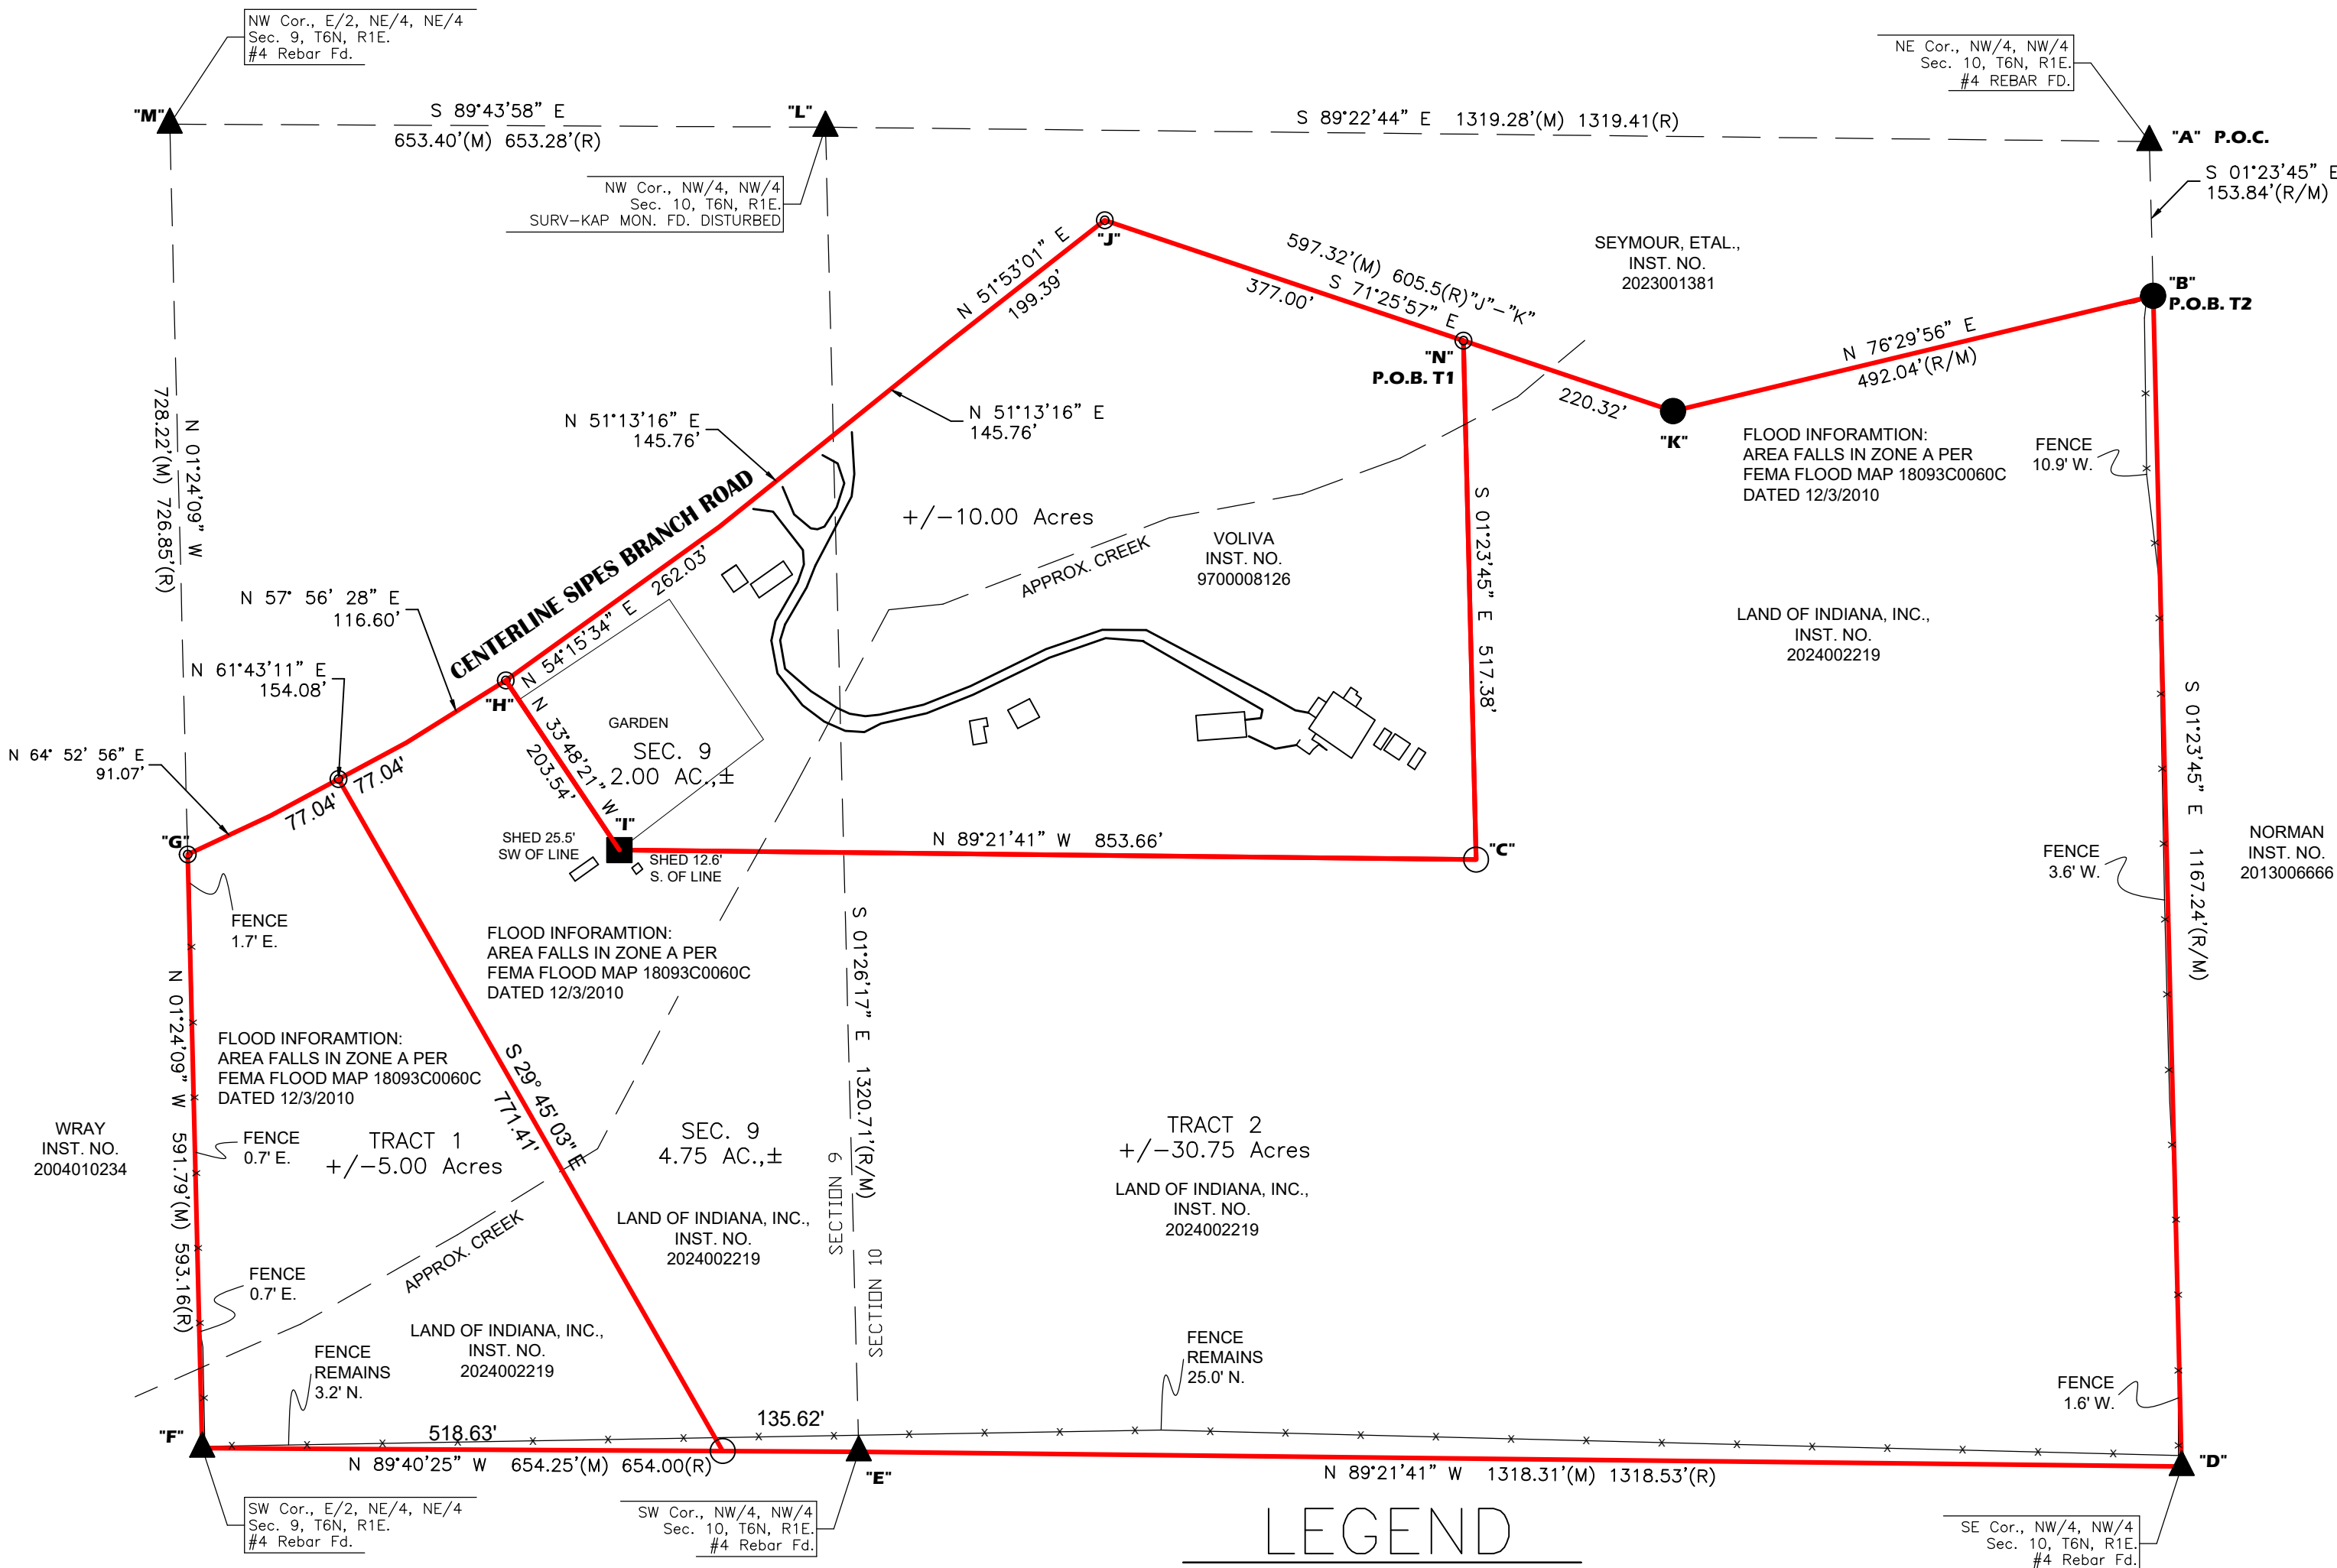 NW Cor., E/2, NE/4, NE/4
Sec. 9, T6N, R1E.
#4 Rebar Fd.
NE Cor., NW/4, NW/4
Sec. 10, T6N, R1E.
#4 REBAR FD.
"M"
S 89°43'58" E
653.40'(M) 653.28'(R)
"L"
S 89°22'44" E 1319.28'(M) 1319.41(R)
"A" P.O.C.
S 01°23'45" E
153.84'(R/M)
NW Cor., NW/4, NW/4
Sec. 10, T6N, R1E.
SURV-KAP MON. FD. DISTURBED
"J"
N 51°53'01" E
199.39'
597.32'(M) 605.5(R)"J"-"K"
S 71°25'57" E
377.00'
SEYMOUR, ETAL.,
INST. NO.
2023001381
"B"
P.O.B. T2
N 76°29'56" E
492.04'(R/M)
"N"
P.O.B. T1
220.32'
"K"
N 01°24'09" W
728.22'(M) 726.85'(R)
N 51°13'16" E
145.76'
N 51°13'16" E
145.76'
FLOOD INFORAMTION:
AREA FALLS IN ZONE A PER
FEMA FLOOD MAP 18093C0060C
DATED 12/3/2010
FENCE
10.9' W.
CENTERLINE SIPES BRANCH ROAD
+/-10.00 Acres
APPROX. CREEK
VOLIVA
INST. NO.
9700008126
S 01°23'45" E 517.38'
N 57° 56' 28" E
116.60'
N 54°15'34" E 262.03'
LAND OF INDIANA, INC.,
INST. NO.
2024002219
N 61°43'11" E
154.08'
"H"
N 33°48'21" W
203.54'
GARDEN
SEC. 9
2.00 AC.,±
S 01°23'45" E 1167.24'(R/M)
N 64° 52' 56" E
91.07'
77.04'
77.04'
"G"
"I"
SHED 25.5'
SW OF LINE
SHED 12.6'
S. OF LINE
N 89°21'41" W 853.66'
"C"
FENCE
3.6' W.
NORMAN
INST. NO.
2013006666
FENCE
1.7' E.
FLOOD INFORAMTION:
AREA FALLS IN ZONE A PER
FEMA FLOOD MAP 18093C0060C
DATED 12/3/2010
S 01°26'17" E 1320.71'(R/M)
N 01°24'09" W 591.79'(M) 593.16(R)
FLOOD INFORAMTION:
AREA FALLS IN ZONE A PER
FEMA FLOOD MAP 18093C0060C
DATED 12/3/2010
S 29° 45' 03" E
771.41'
WRAY
INST. NO.
2004010234
FENCE
0.7' E.
TRACT 1
+/-5.00 Acres
SEC. 9
4.75 AC.,±
SECTION 9
SECTION 10
TRACT 2
+/-30.75 Acres
LAND OF INDIANA, INC.,
INST. NO.
2024002219
LAND OF INDIANA, INC.,
INST. NO.
2024002219
APPROX. CREEK
FENCE
0.7' E.
LAND OF INDIANA, INC.,
INST. NO.
2024002219
FENCE
REMAINS
3.2' N.
FENCE
REMAINS
25.0' N.
FENCE
1.6' W.
"F"
518.63'
135.62'
N 89°40'25" W 654.25'(M) 654.00(R)
"E"
N 89°21'41" W 1318.31'(M) 1318.53'(R)
"D"
SW Cor., E/2, NE/4, NE/4
Sec. 9, T6N, R1E.
#4 Rebar Fd.
SW Cor., NW/4, NW/4
Sec. 10, T6N, R1E.
#4 Rebar Fd.
LEGEND
SE Cor., NW/4, NW/4
Sec. 10, T6N, R1E.
#4 Rebar Fd.